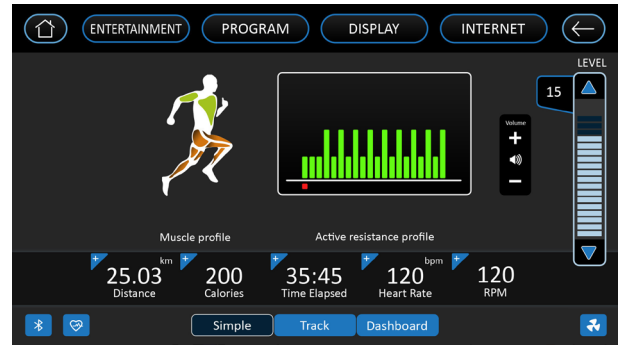 ENTERTAINMENT PROGRAM DISPLAY INTERNET
LEVEL
15
Volume
+
−
Muscle profile Active resistance profile
+ km + + + bpm +
25.03 200 35:45 120 120
Distance Calories Time Elapsed Heart Rate RPM
Simple Track Dashboard